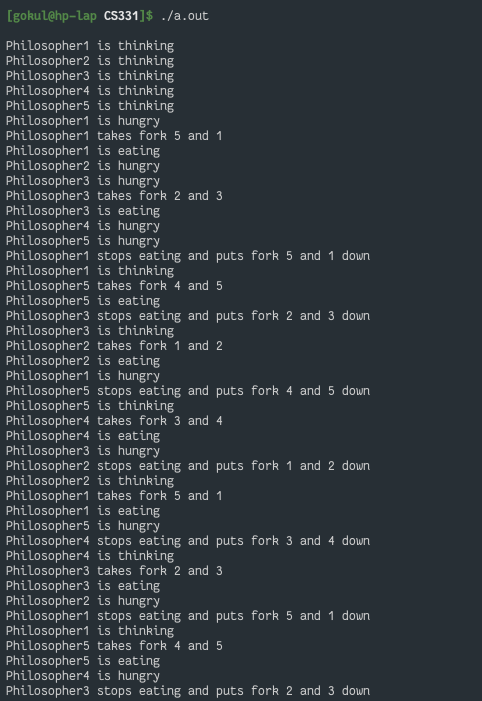 [gokul@hp-lap CS331]$ ./a.out
Philosopher1 is thinking
Philosopher2 is thinking
Philosopher3 is thinking
Philosopher4 is thinking
Philosopher5 is thinking
Philosopher1 is hungry
Philosopher1 takes fork 5 and 1
Philosopher1 is eating
Philosopher2 is hungry
Philosopher3 is hungry
Philosopher3 takes fork 2 and 3
Philosopher3 is eating
Philosopher4 is hungry
Philosopher5 is hungry
Philosopher1 stops eating and puts fork 5 and 1 down
Philosopher1 is thinking
Philosopher5 takes fork 4 and 5
Philosopher5 is eating
Philosopher3 stops eating and puts fork 2 and 3 down
Philosopher3 is thinking
Philosopher2 takes fork 1 and 2
Philosopher2 is eating
Philosopher1 is hungry
Philosopher5 stops eating and puts fork 4 and 5 down
Philosopher5 is thinking
Philosopher4 takes fork 3 and 4
Philosopher4 is eating
Philosopher3 is hungry
Philosopher2 stops eating and puts fork 1 and 2 down
Philosopher2 is thinking
Philosopher1 takes fork 5 and 1
Philosopher1 is eating
Philosopher5 is hungry
Philosopher4 stops eating and puts fork 3 and 4 down
Philosopher4 is thinking
Philosopher3 takes fork 2 and 3
Philosopher3 is eating
Philosopher2 is hungry
Philosopher1 stops eating and puts fork 5 and 1 down
Philosopher1 is thinking
Philosopher5 takes fork 4 and 5
Philosopher5 is eating
Philosopher4 is hungry
Philosopher3 stops eating and puts fork 2 and 3 down